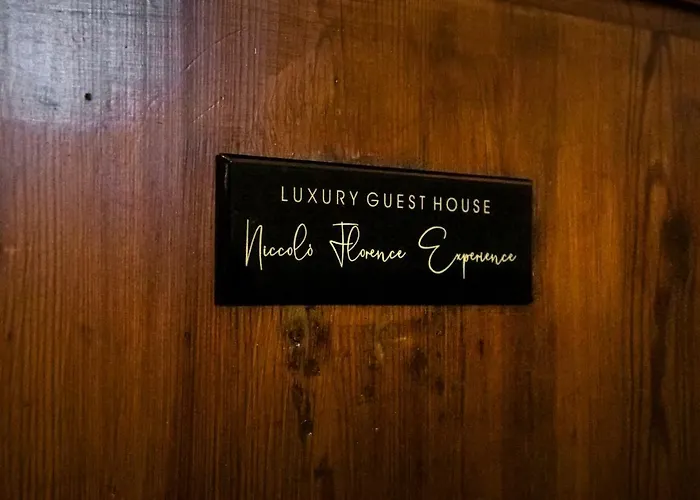 LUXURY GUEST HOUSE
Niccolò Florence Experience